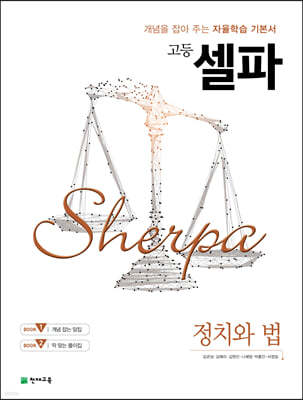 개념을 잡아 주는 자율학습 기본서
고등
셀파
Sherpa
정치와 법
BOOK 1 개념 잡는 알집
BOOK 2 딱 맞는 풀이집
천재교육